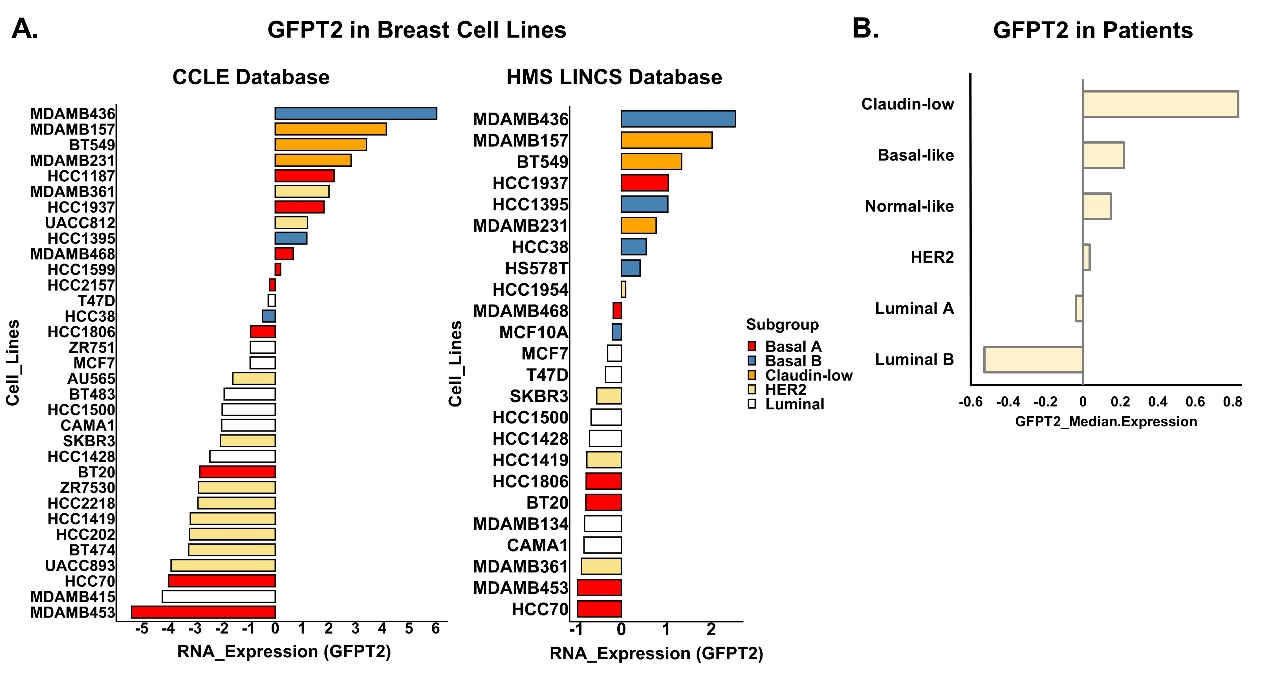 A.
GFPT2 in Breast Cell Lines
CCLE Database
MDAMB436
MDAMB157
BT549
MDAMB231
HCC1187
MDAMB361
HCC1937
UACC812
HCC1395
MDAMB468
HCC1599
HCC2157
T47D
HCC38
HCC1806
ZR751
MCF7
AU565
BT483
HCC1500
CAMA1
SKBR3
HCC1428
BT20
ZR7530
HCC2218
HCC1419
HCC202
BT474
UACC893
HCC70
MDAMB415
MDAMB453
Cell_Lines
-5 -4 -3 -2 -1 0 1 2 3 4 5 6
RNA_Expression (GFPT2)
HMS LINCS Database
MDAMB436
MDAMB157
BT549
HCC1937
HCC1395
MDAMB231
HCC38
HS578T
HCC1954
MDAMB468
MCF10A
MCF7
T47D
SKBR3
HCC1500
HCC1428
HCC1419
HCC1806
BT20
MDAMB134
CAMA1
MDAMB361
MDAMB453
HCC70
Cell_Lines
-1 0 1 2
RNA_Expression (GFPT2)
Subgroup
Basal A
Basal B
Claudin-low
HER2
Luminal
B.
GFPT2 in Patients
Claudin-low
Basal-like
Normal-like
HER2
Luminal A
Luminal B
-0.6 -0.4 -0.2 0 0.2 0.4 0.6 0.8
GFPT2_Median.Expression